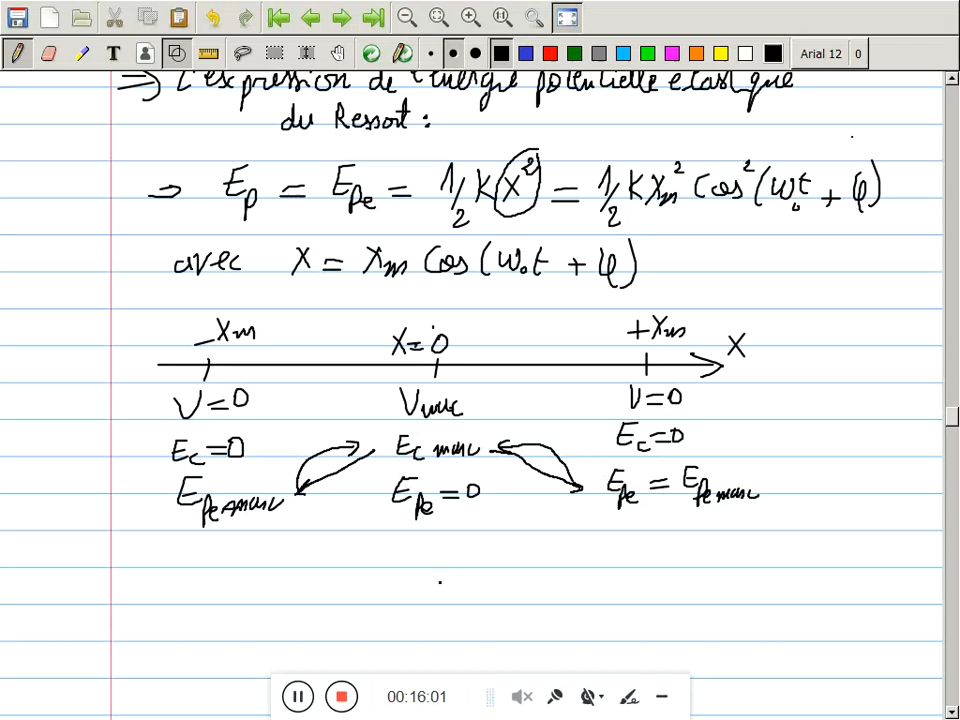 Arial 12 0
⇒ L'expression de l'énergie potentielle elastique
du Ressort :
⇒ Ep = Epe = 1/2 K X² = 1/2 K Xm² Cos² (ω₀t + φ)
avec X = Xm Cos (ω₀t + φ)
-Xm X=0 +Xm X
V=0 Vmax V=0
Ec=0 Ec max Ec=0
Epe max Epe=0 Epe = Epe max
00:16:01